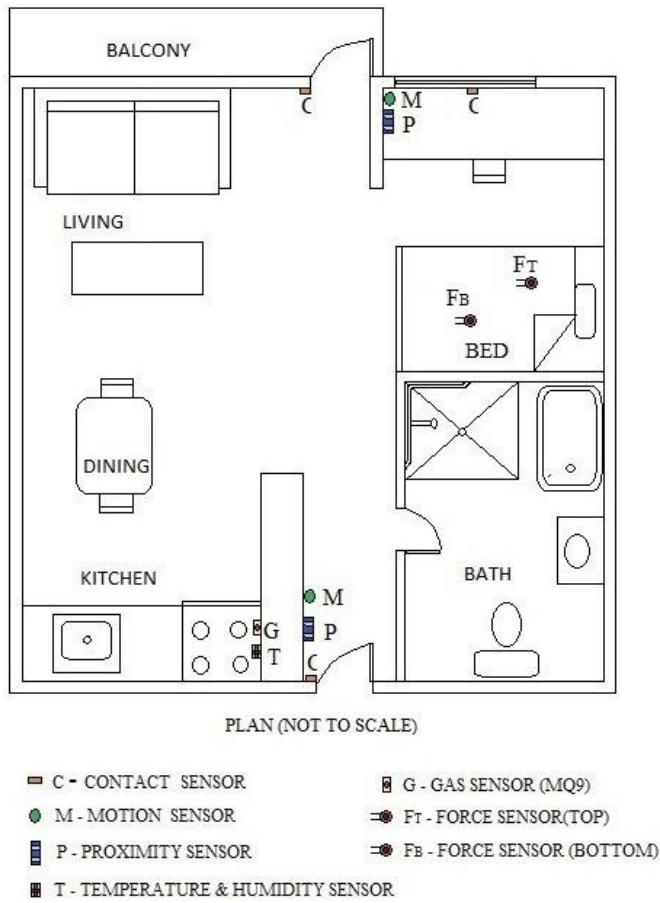 BALCONY
C
M
C
P
LIVING
FT
FB
BED
DINING
KITCHEN
BATH
M
G
P
T
C
PLAN (NOT TO SCALE)
C - CONTACT SENSOR
G - GAS SENSOR (MQ9)
M - MOTION SENSOR
FT - FORCE SENSOR(TOP)
P - PROXIMITY SENSOR
FB - FORCE SENSOR (BOTTOM)
T - TEMPERATURE & HUMIDITY SENSOR